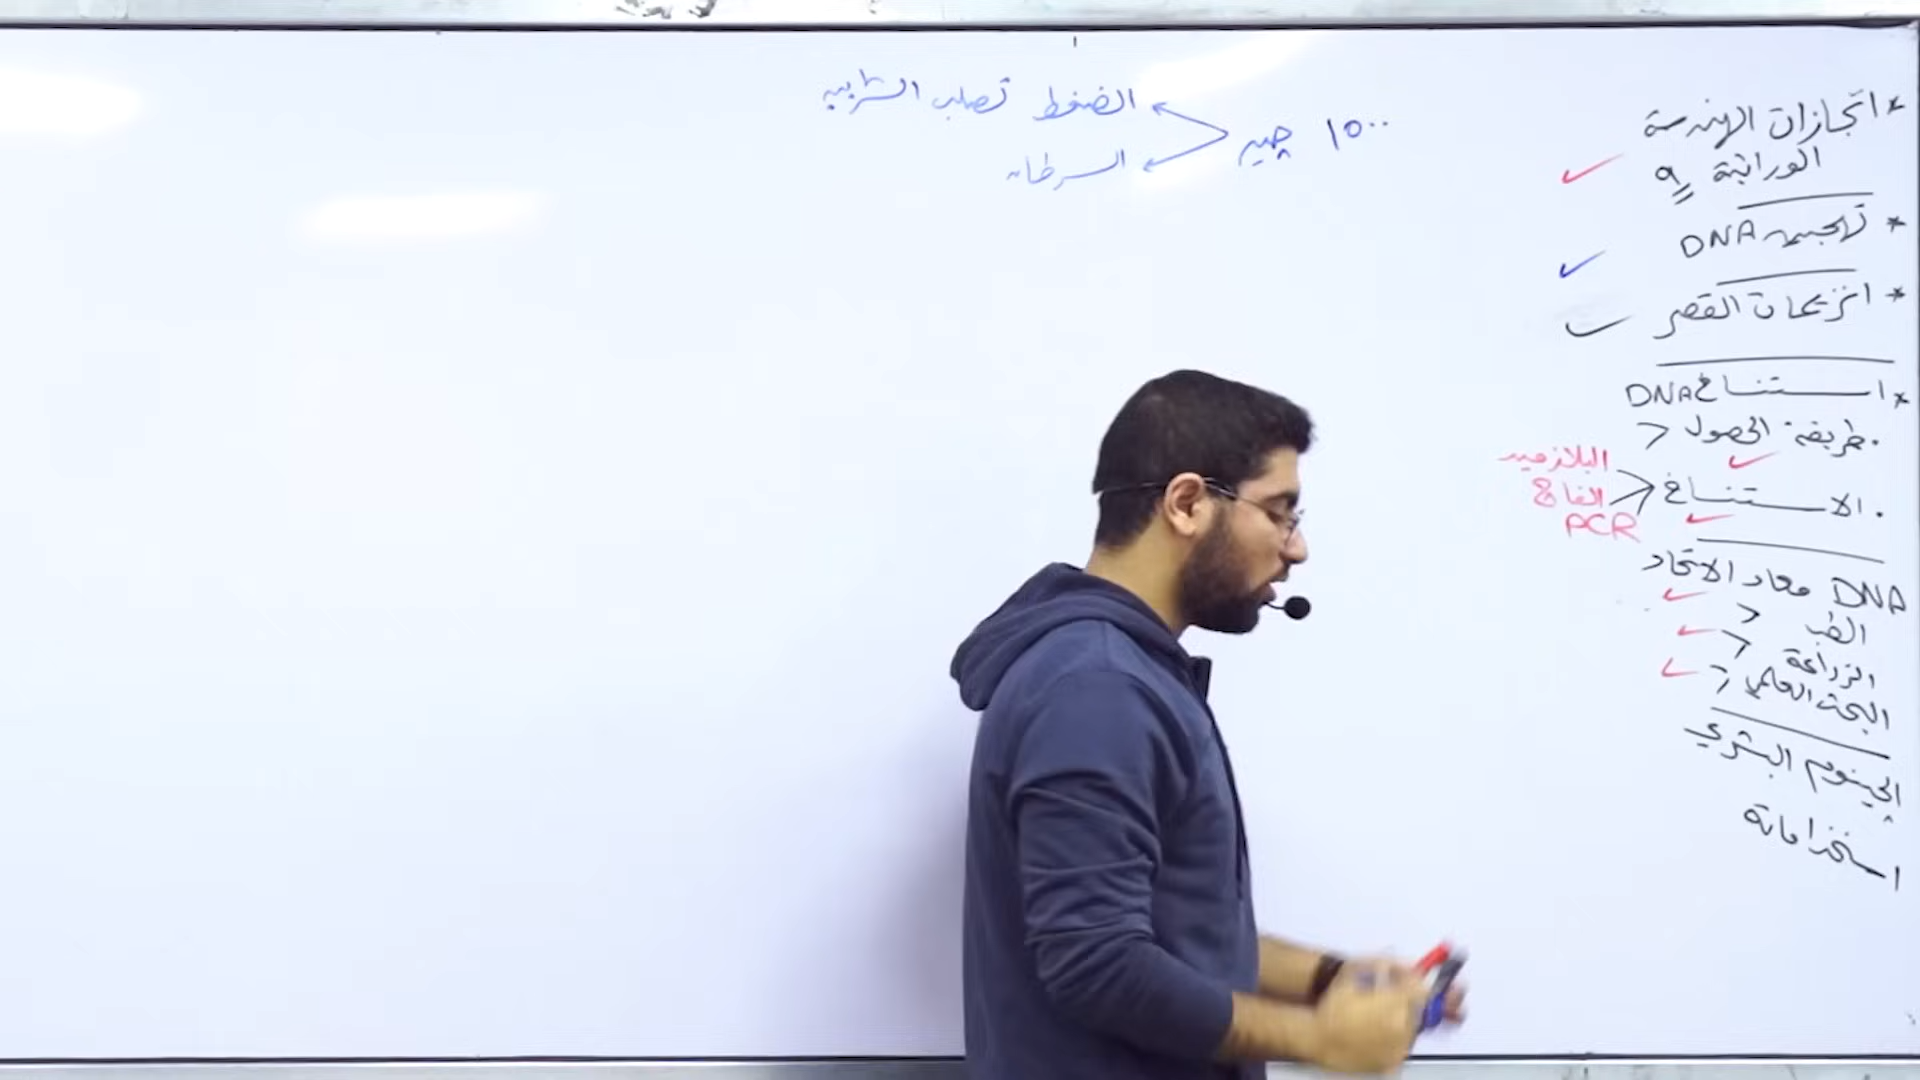 * انجازات الهندسة
الوراثية ؟
* تهجين DNA
* انزيمات القصر
* استنساخ DNA
. طريقة الحصول >
. الاستنساخ
البلازميد
الفاج
PCR
DNA معاد الاتحاد
الطب >
الزراعة >
البحث العلمي >
الجينوم البشري
استخداماته
١٥٠٠ جين
الضغط تصلب الشرايين
السرطان